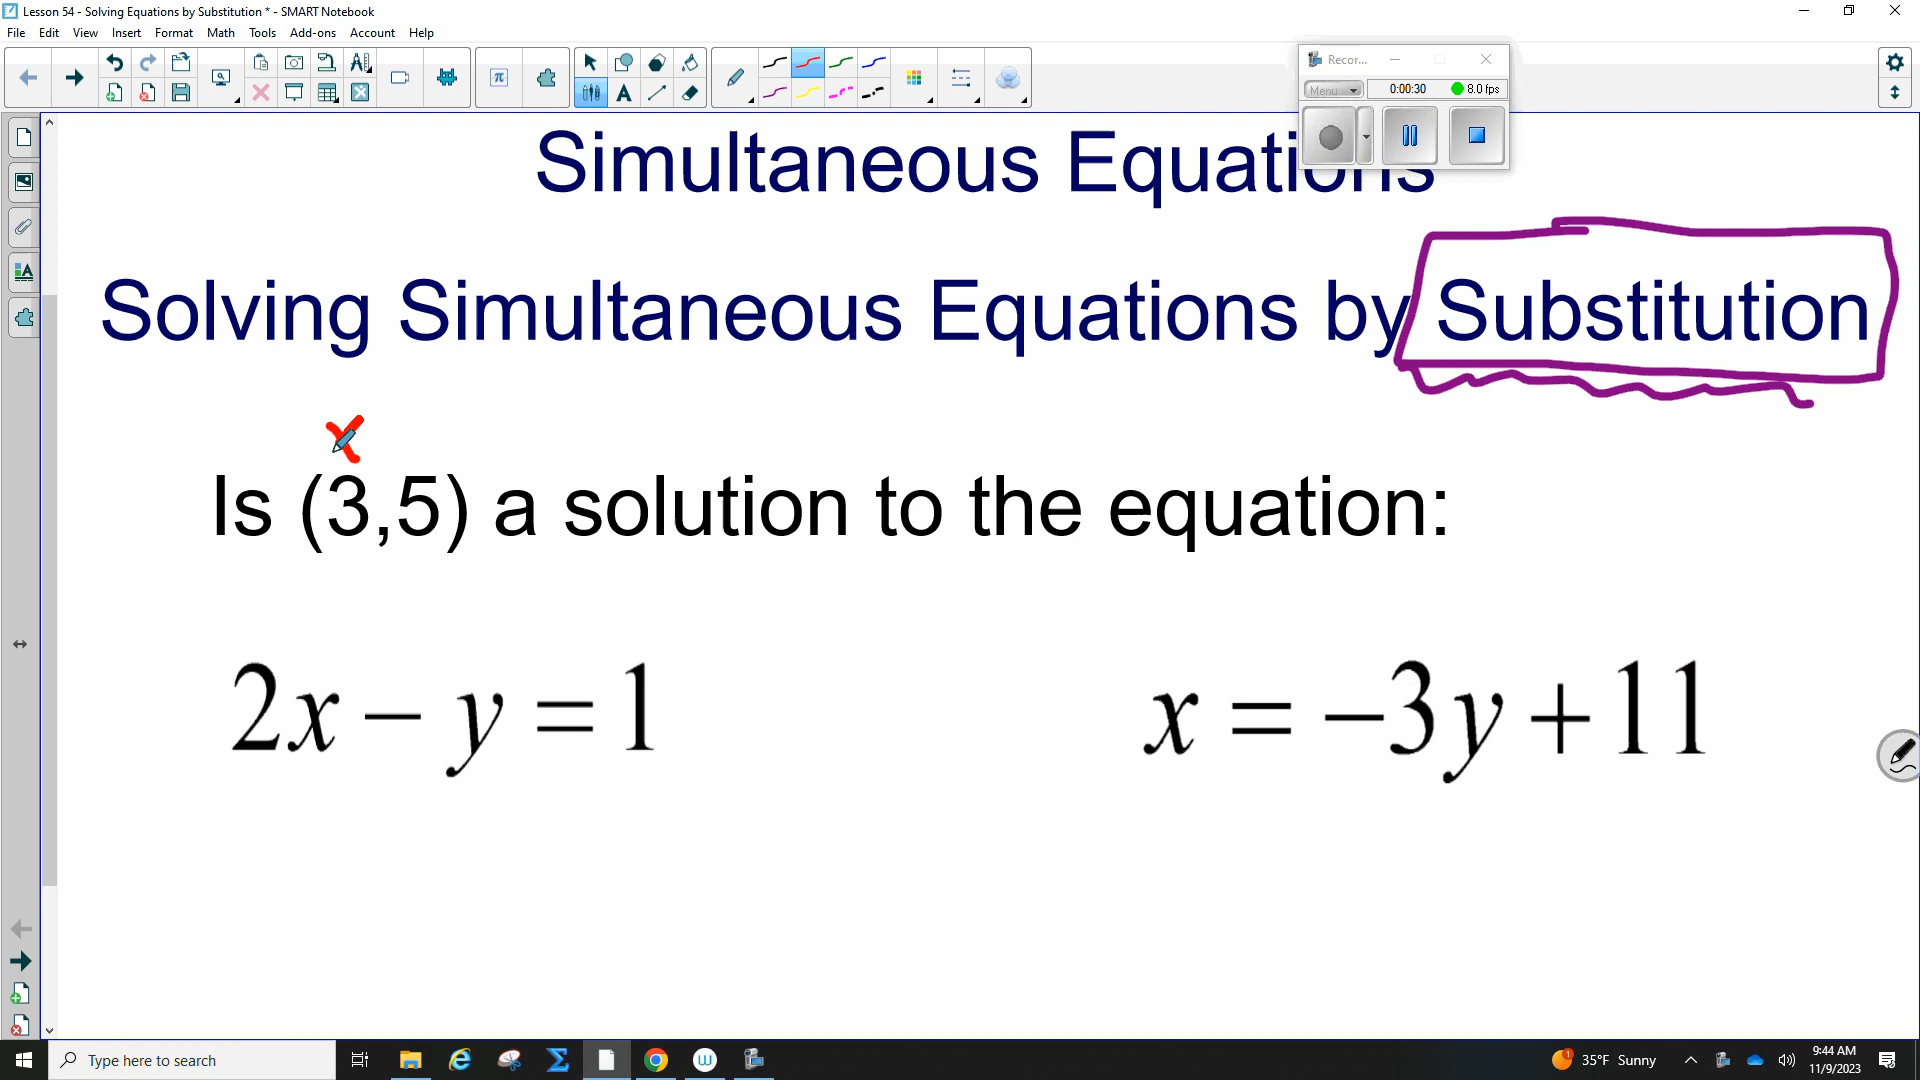 Lesson 54 - Solving Equations by Substitution * - SMART Notebook
File Edit View Insert Format Math Tools Add-ons Account Help
Recor...
Menu 0:00:30 8.0 fps
Simultaneous Equations
Solving Simultaneous Equations by Substitution
x
Is (3,5) a solution to the equation:
2x − y = 1
x = −3y + 11
Type here to search
35°F Sunny
9:44 AM
11/9/2023